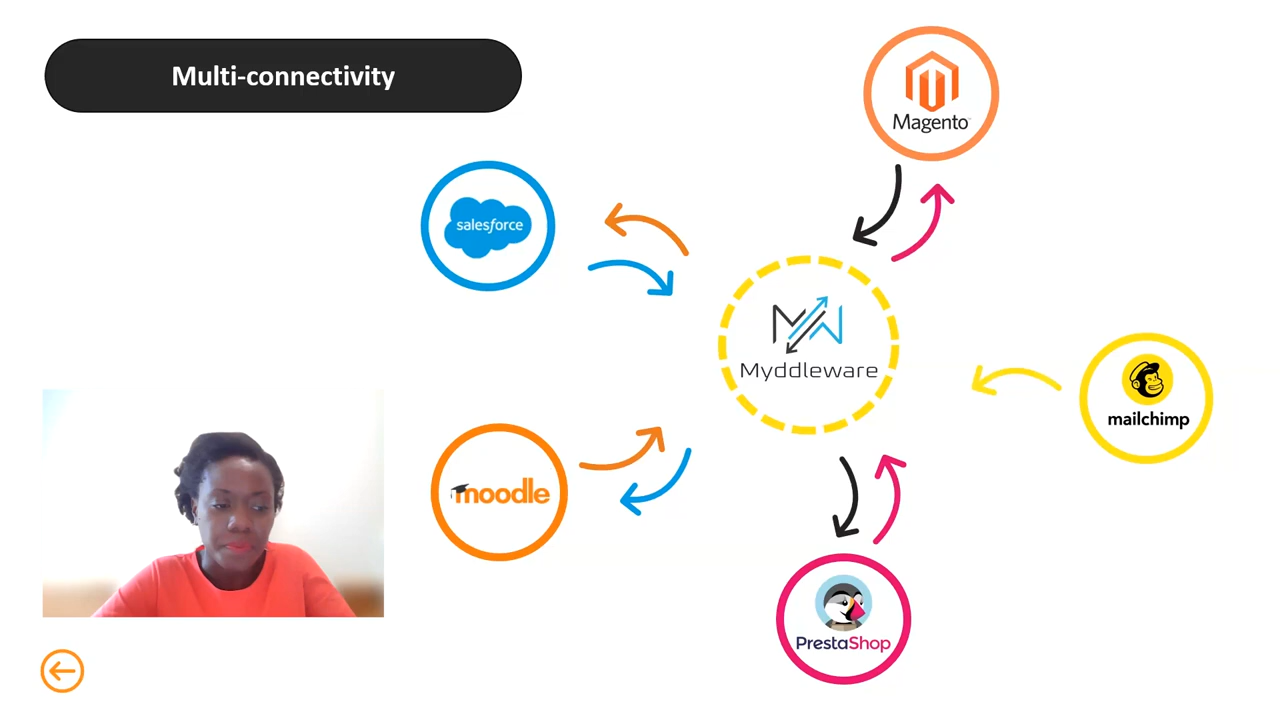 Multi-connectivity
Magento
salesforce
Myddleware
mailchimp
moodle
PrestaShop